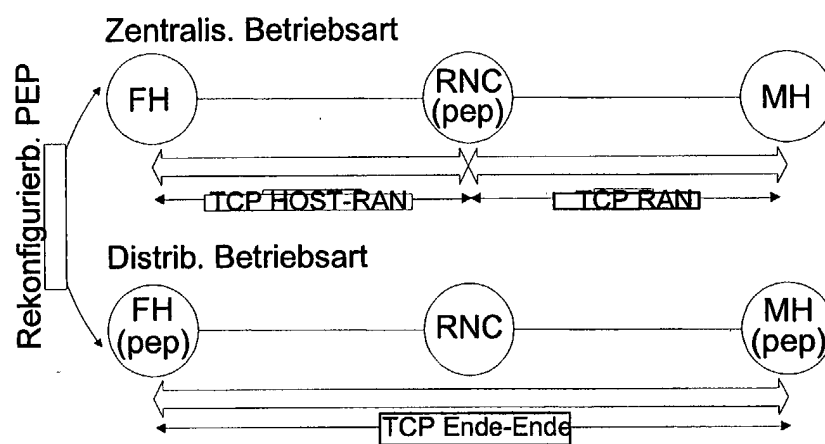 Rekonfigurierb. PEP
Zentralis. Betriebsart
FH
RNC
(pep)
MH
TCP HOST-RAN
TCP RAN
Distrib. Betriebsart
FH
(pep)
RNC
MH
(pep)
TCP Ende-Ende